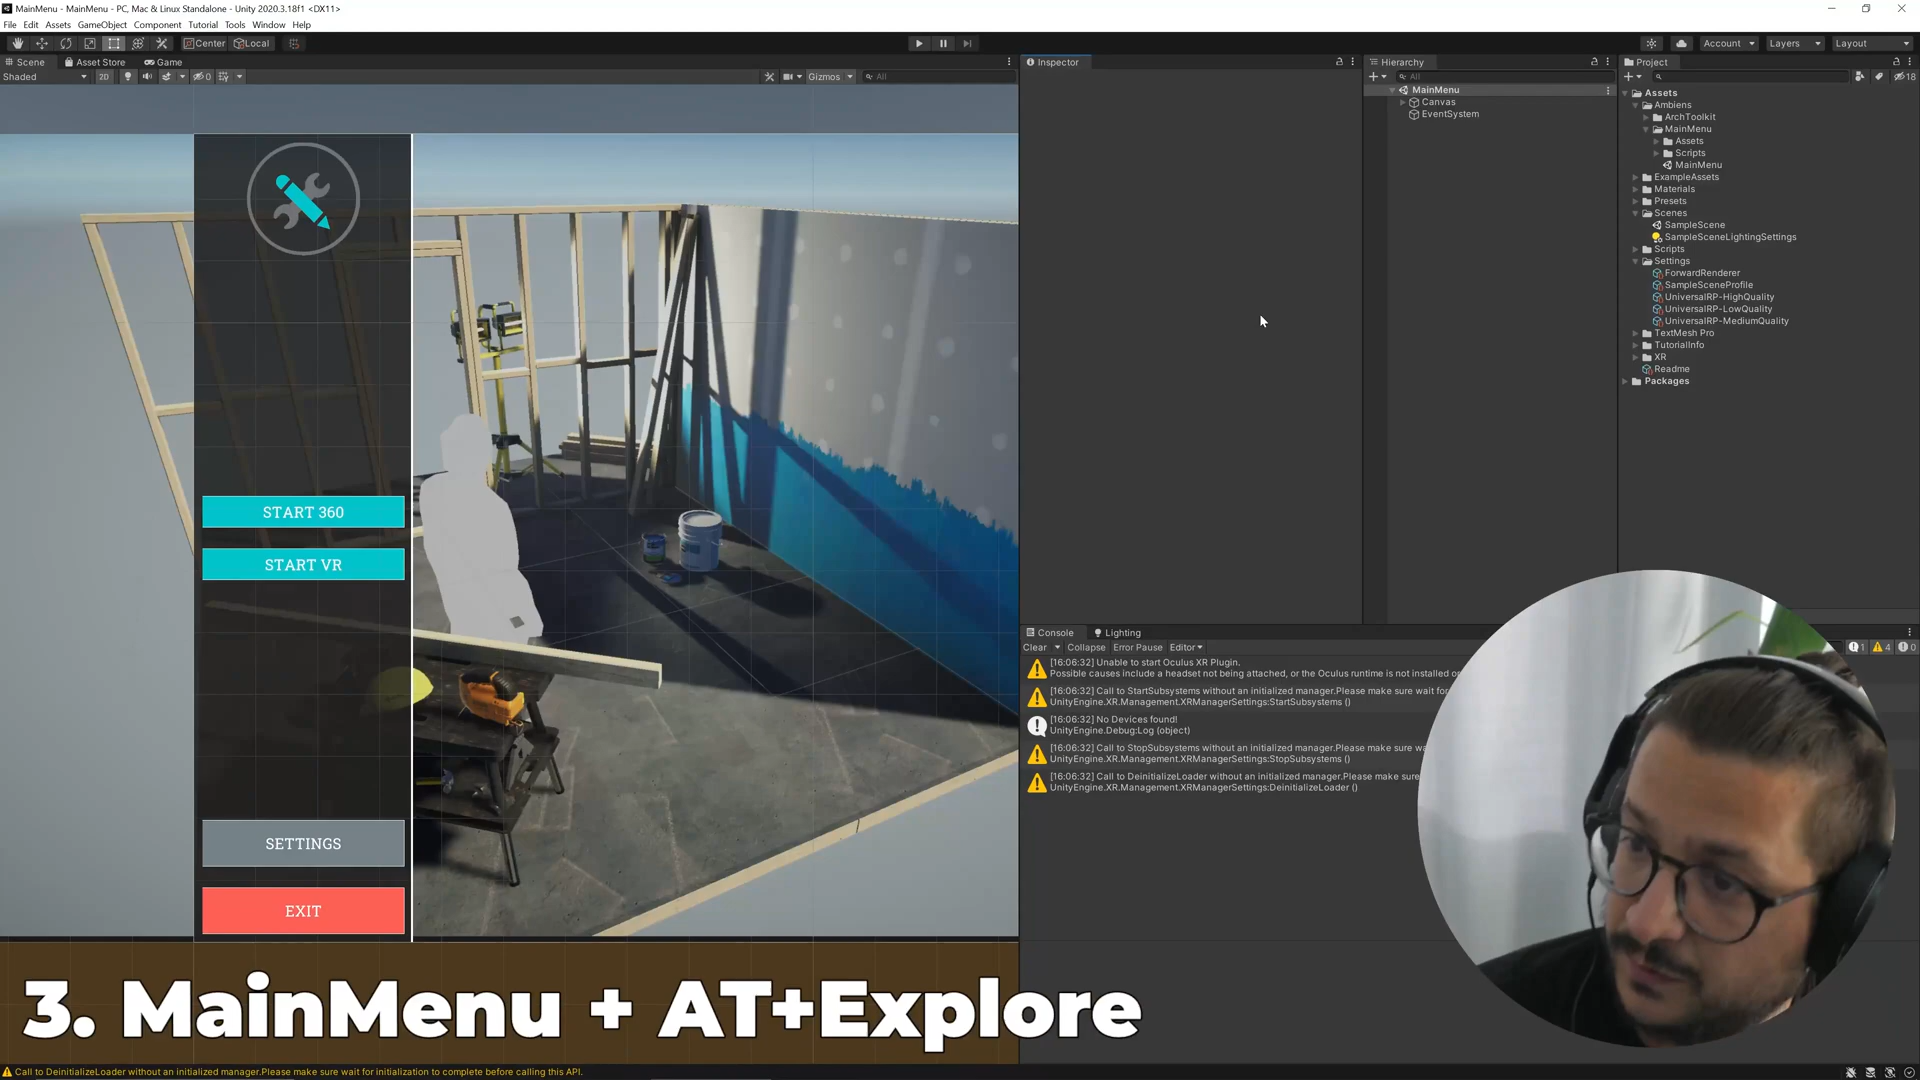 MainMenu - MainMenu - PC, Mac & Linux Standalone - Unity 2020.3.18f1 <DX11>
File Edit Assets GameObject Component Tutorial Tools Window Help
Center Local
Account Layers Layout
Scene Asset Store Game
Shaded 2D 0 Gizmos All
START 360
START VR
SETTINGS
EXIT
Inspector
Hierarchy
All
MainMenu
Canvas
EventSystem
Project
18
Assets
Ambiens
ArchToolkit
MainMenu
Assets
Scripts
MainMenu
ExampleAssets
Materials
Presets
Scenes
SampleScene
SampleSceneLightingSettings
Scripts
Settings
ForwardRenderer
SampleSceneProfile
UniversalRP-HighQuality
UniversalRP-LowQuality
UniversalRP-MediumQuality
TextMesh Pro
TutorialInfo
XR
Readme
Packages
Console Lighting
Clear Collapse Error Pause Editor
1 4 0
[16:06:32] Unable to start Oculus XR Plugin.
Possible causes include a headset not being attached, or the Oculus runtime is not installed
[16:06:32] Call to StartSubsystems without an initialized manager.Please make sure wait for
UnityEngine.XR.Management.XRManagerSettings:StartSubsystems ()
[16:06:32] No Devices found!
UnityEngine.Debug:Log (object)
[16:06:32] Call to StopSubsystems without an initialized manager.Please make sure
UnityEngine.XR.Management.XRManagerSettings:StopSubsystems ()
[16:06:32] Call to DeinitializeLoader without an initialized manager.Please make sure
UnityEngine.XR.Management.XRManagerSettings:DeinitializeLoader ()
3. MainMenu + AT+Explore
Call to DeinitializeLoader without an initialized manager.Please make sure wait for initialization to complete before calling this API.